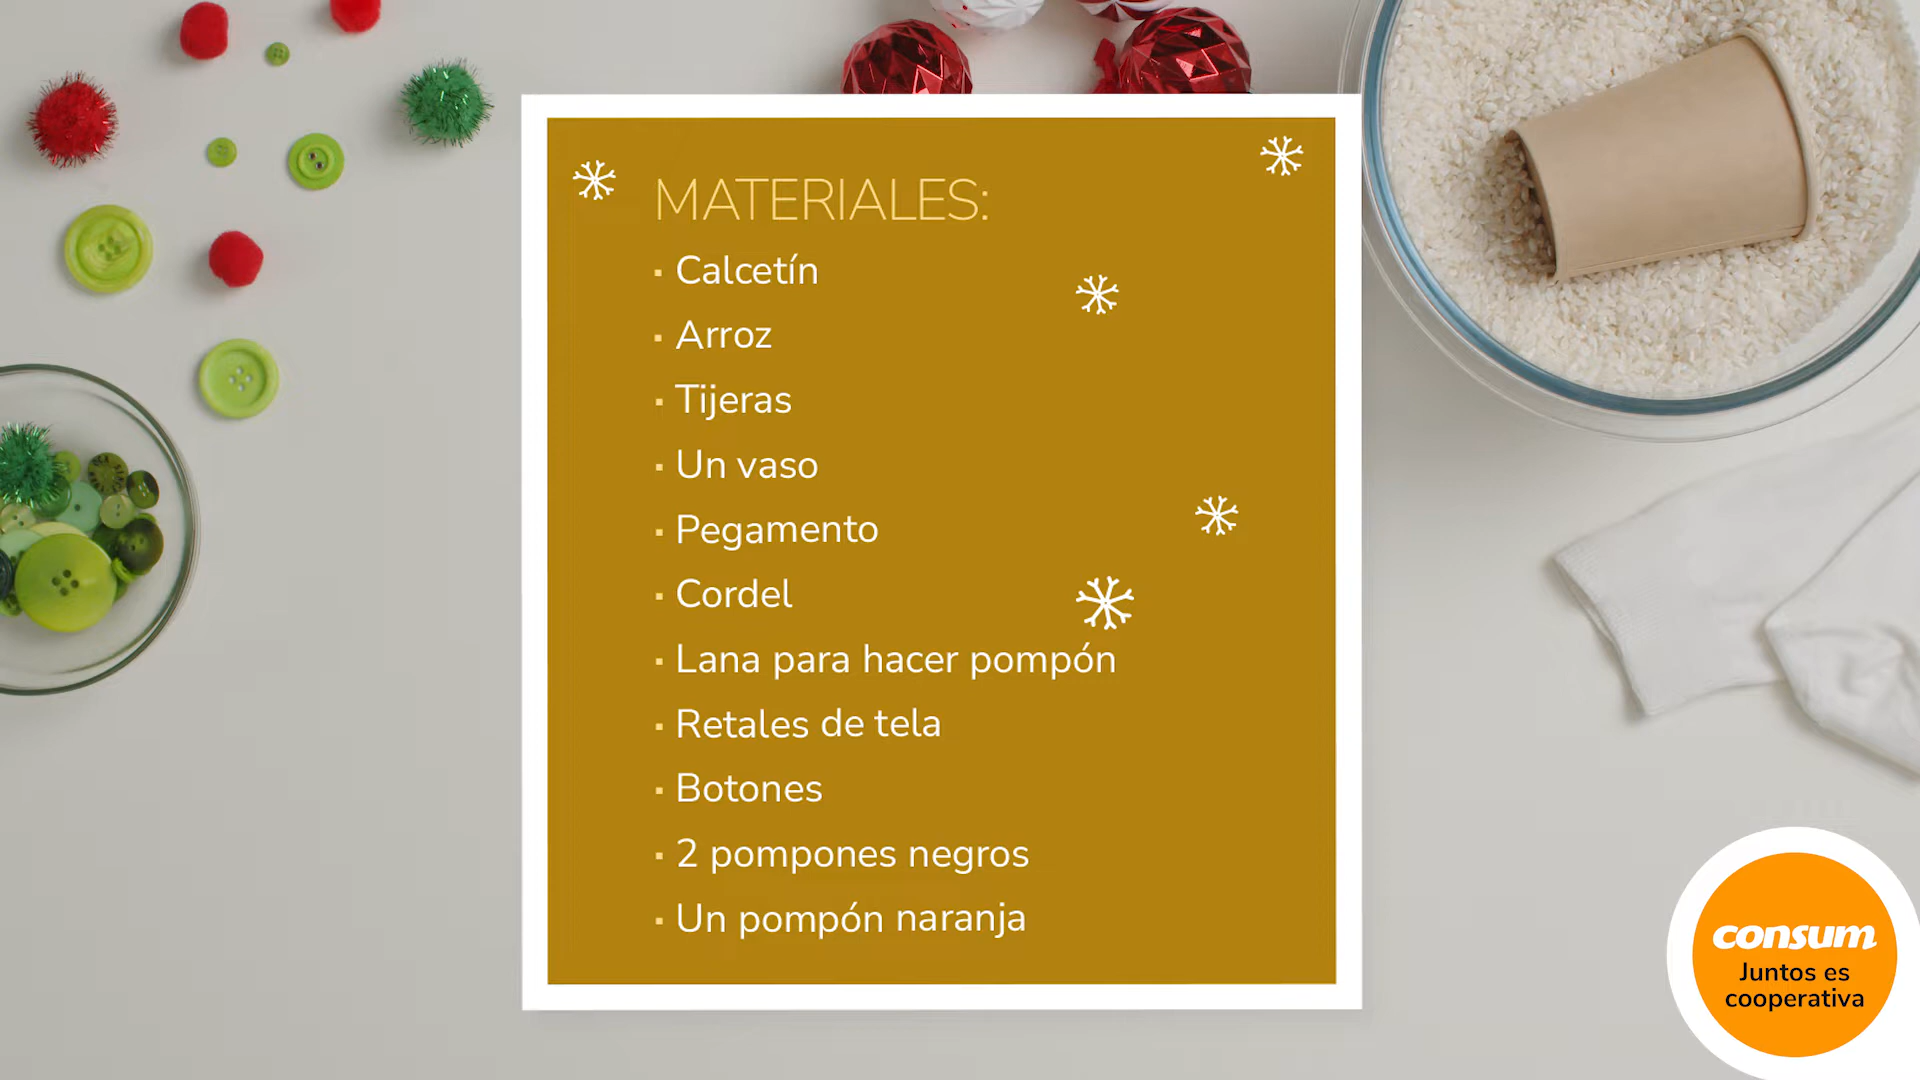 MATERIALES:
· Calcetín
· Arroz
· Tijeras
· Un vaso
· Pegamento
· Cordel
· Lana para hacer pompón
· Retales de tela
· Botones
· 2 pompones negros
· Un pompón naranja
consum
Juntos es
cooperativa